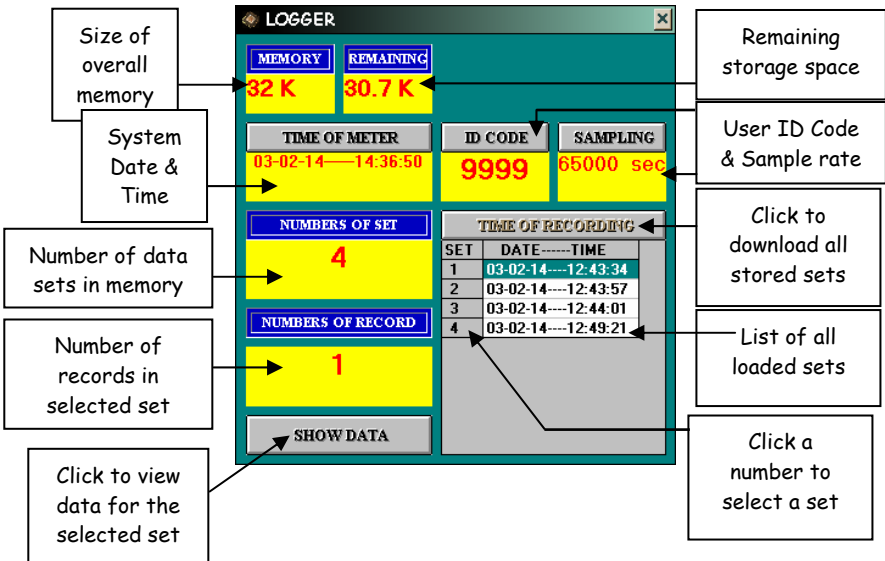 LOGGER
Size of
overall
memory
MEMORY REMAINING
32 K 30.7 K
Remaining
storage space
System
Date &
Time
TIME OF METER
03-02-14-----14:36:50
ID CODE
9999
SAMPLING
65000 sec
User ID Code
& Sample rate
NUMBERS OF SET
4
TIME OF RECORDING
SET DATE------TIME
1 03-02-14----12:43:34
2 03-02-14----12:43:57
3 03-02-14----12:44:01
4 03-02-14----12:49:21
Click to
download all
stored sets
Number of data
sets in memory
NUMBERS OF RECORD
1
List of all
loaded sets
Number of
records in
selected set
SHOW DATA
Click a
number to
select a set
Click to view
data for the
selected set